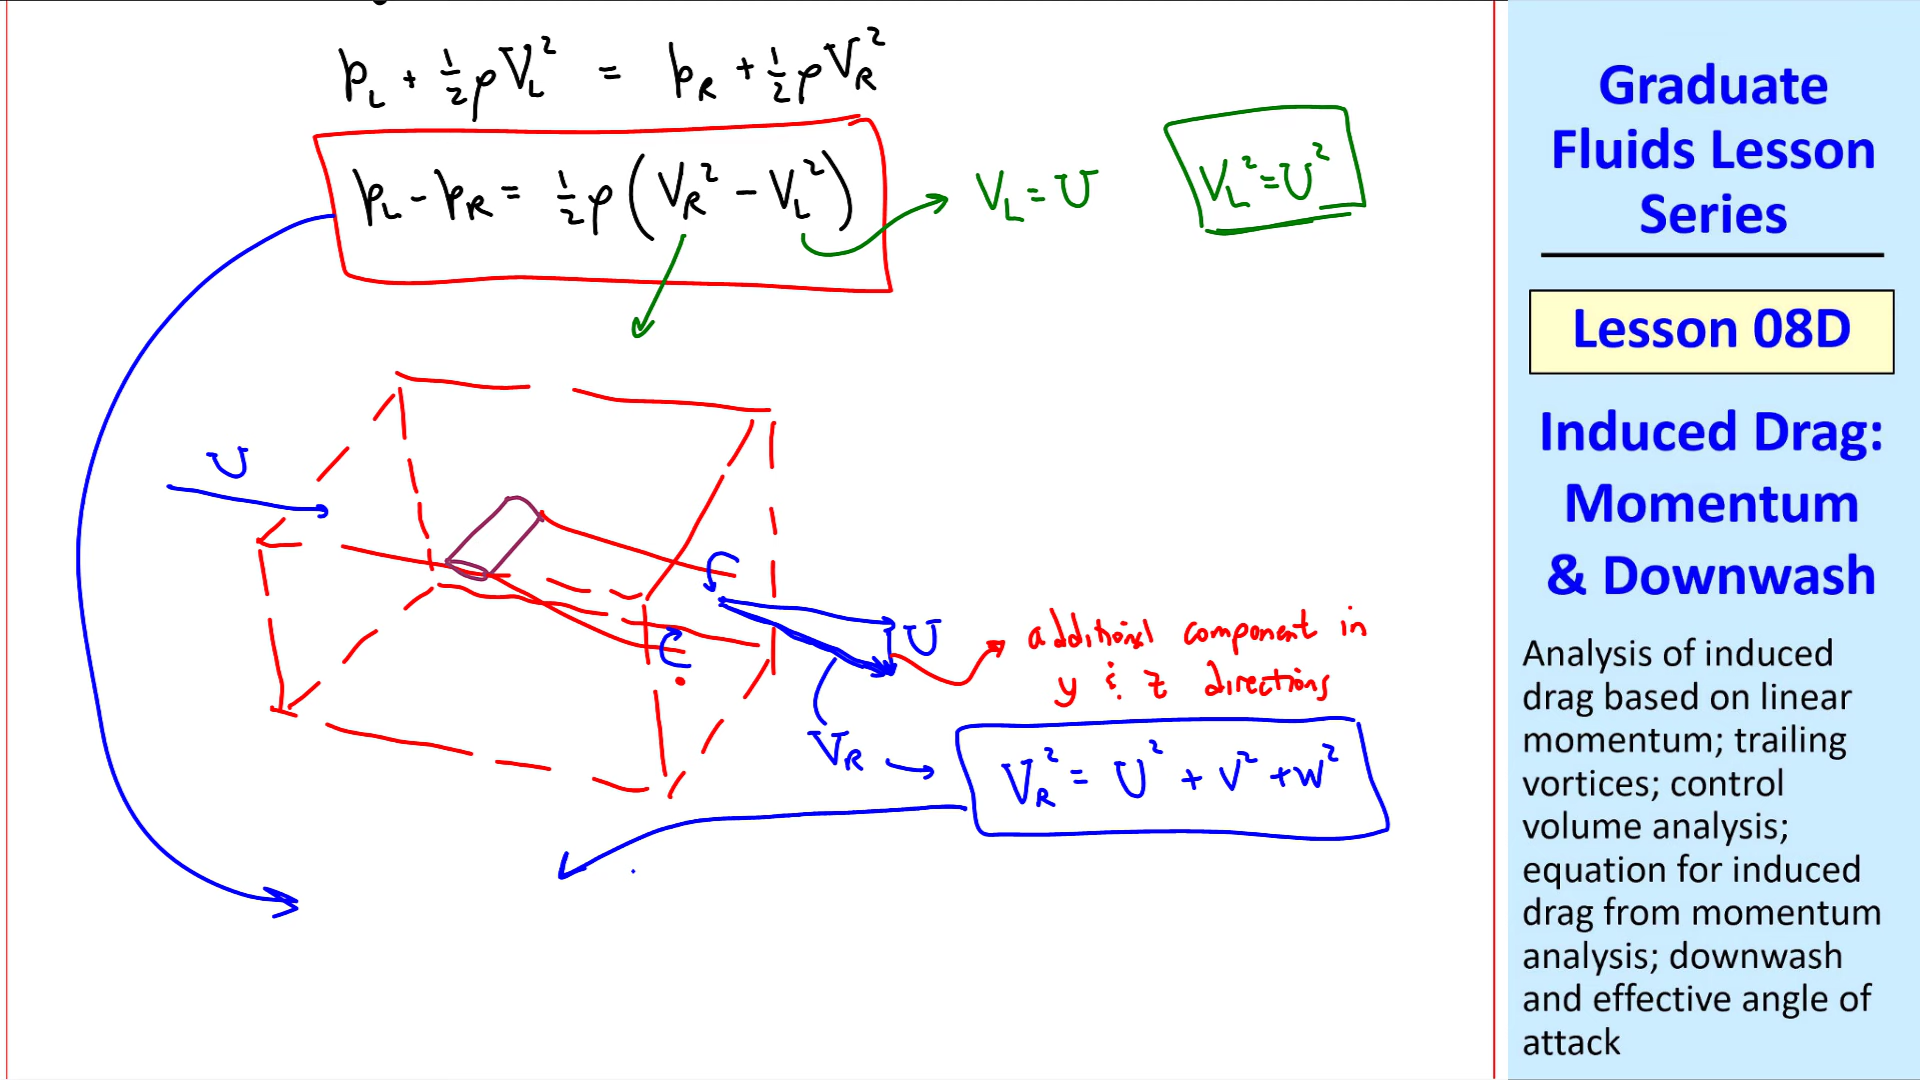 p_L + ½ρV_L² = p_R + ½ρV_R²
p_L - p_R = ½ρ(V_R² - V_L²)
V_L = U
V_L² = U²
U
U
additional component in
y & z directions
V_R
V_R² = U² + v² + w²
Graduate
Fluids Lesson
Series
Lesson 08D
Induced Drag:
Momentum
& Downwash
Analysis of induced
drag based on linear
momentum; trailing
vortices; control
volume analysis;
equation for induced
drag from momentum
analysis; downwash
and effective angle of
attack